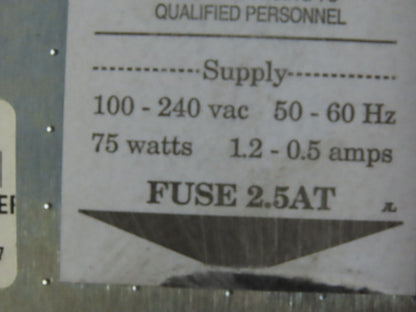 QUALIFIED PERSONNEL
Supply
100 - 240 vac 50 - 60 Hz
75 watts 1.2 - 0.5 amps
FUSE 2.5AT